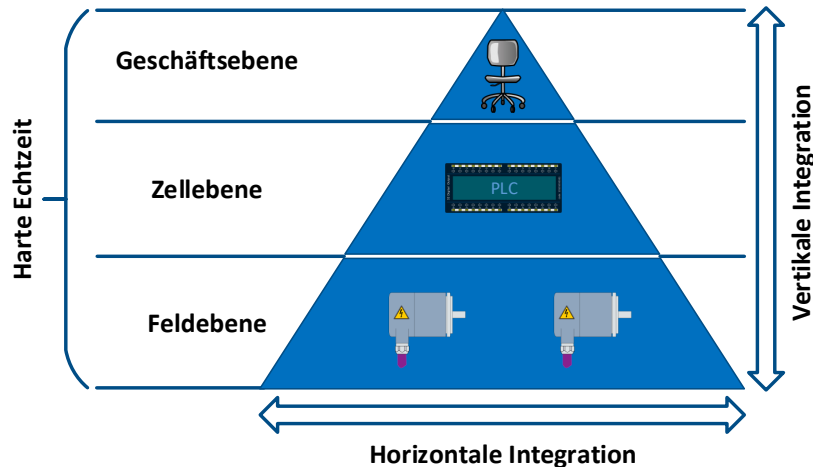 Geschäftsebene
Zellebene
PLC
Feldebene
Harte Echtzeit
Vertikale Integration
Horizontale Integration